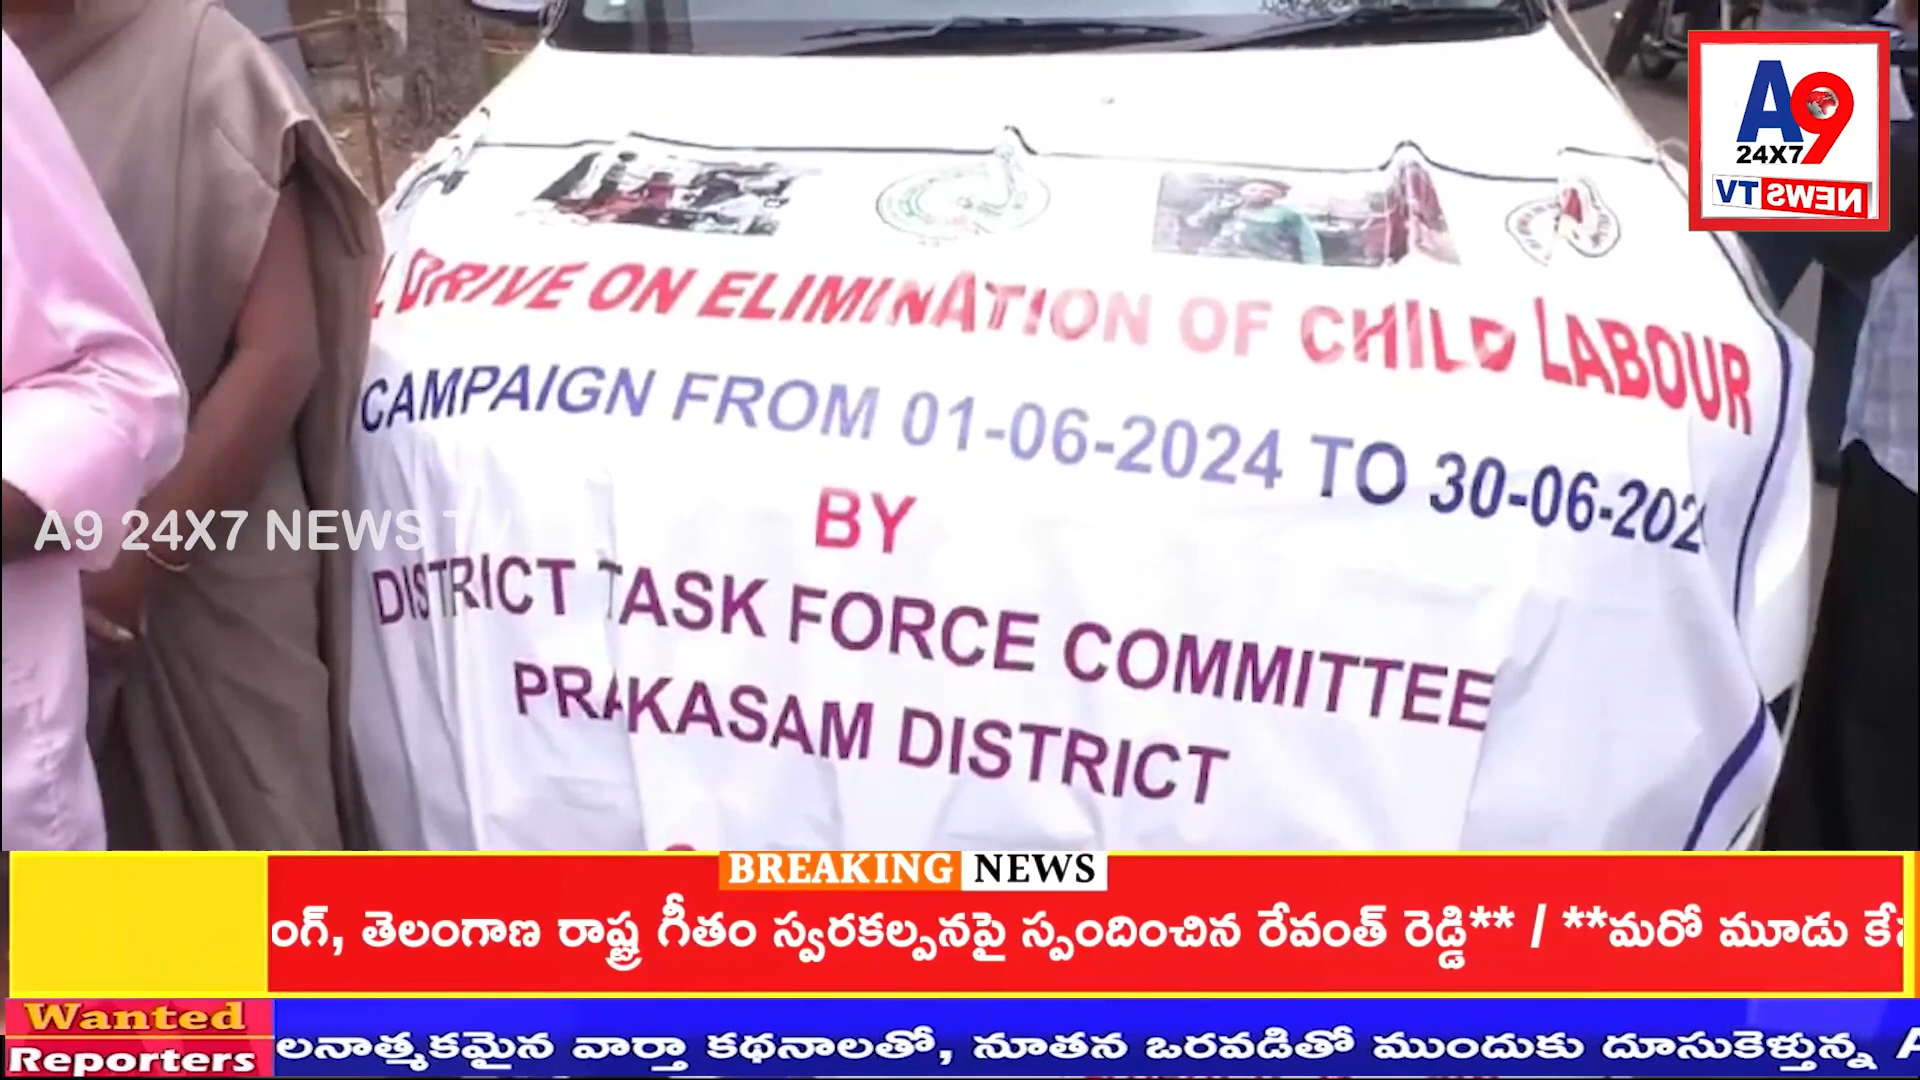 A9
24X7
VT NEWS
L DRIVE ON ELIMINATION OF CHILD LABOUR
CAMPAIGN FROM 01-06-2024 TO 30-06-202
BY
A9 24X7 NEWS TV
DISTRICT TASK FORCE COMMITTEE
PRAKASAM DISTRICT
BREAKING NEWS
ంగ్, తెలంగాణ రాష్ట్ర గీతం స్వరకల్పనపై స్పందించిన రేవంత్ రెడ్డి** / **మరో మూడు కే
Wanted
Reporters
లనాత్మకమైన వార్తా కథనాలతో, నూతన ఒరవడితో ముందుకు దూసుకెళ్తున్న A